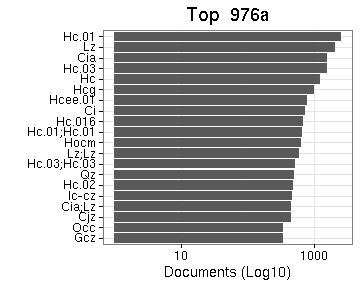 Top 976a
Hc.01
Lz
Cia
Hc.03
Hc
Hcg
Hcee.01
Ci
Hc.016
Hc.01;Hc.01
Hocm
Lz;Lz
Hc.03;Hc.03
Qz
Hc.02
Ic-cz
Cia;Lz
Cjz
Occ
Gcz
10 1000
Documents (Log10)